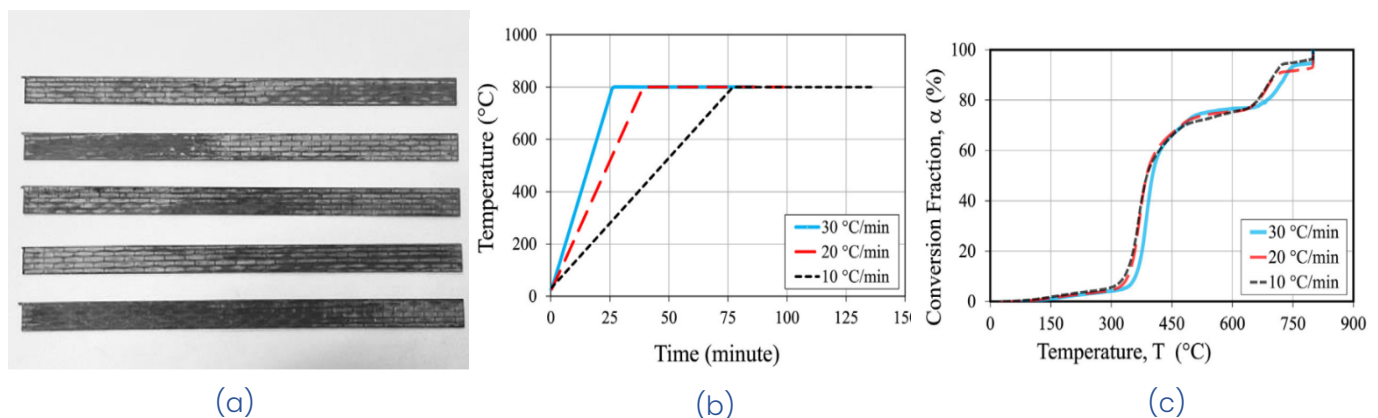 1000
800
600
400
200
0
Temperature (°C)
0
25
50
75
100
125
15
Time (minute)
30 °C/min
20 °C/min
10 °C/min
100
80
60
40
20
0
Conversion Fraction, α (%)
0
150
300
450
600
750
900
Temperature, T (°C)
30 °C/min
20 °C/min
10 °C/min
(a)
(b)
(c)